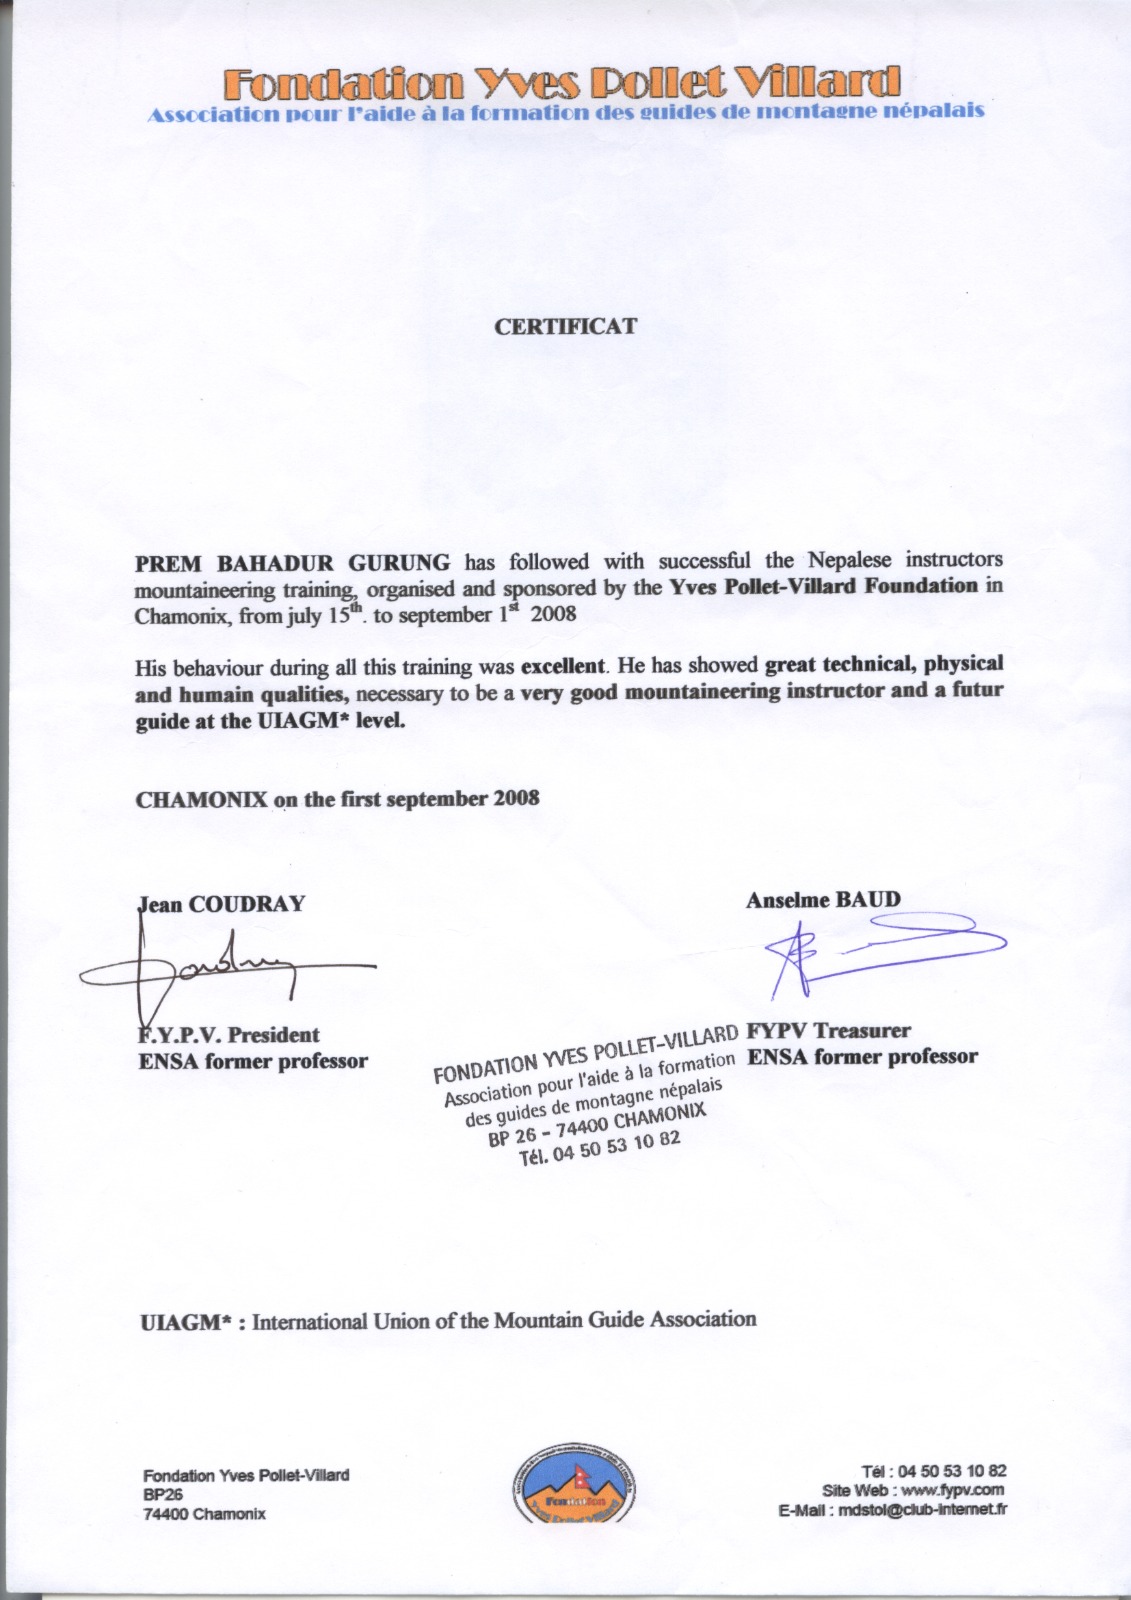 Fondation Yves Pollet Villard
Association pour l'aide à la formation des guides de montagne népalais
CERTIFICAT
PREM BAHADUR GURUNG has followed with successful the Nepalese instructors
mountaineering training, organised and sponsored by the Yves Pollet-Villard Foundation in
Chamonix, from july 15th. to september 1st 2008
His behaviour during all this training was excellent. He has showed great technical, physical
and humain qualities, necessary to be a very good mountaineering instructor and a futur
guide at the UIAGM* level.
CHAMONIX on the first september 2008
Jean COUDRAY
Coudray
F.Y.P.V. President
ENSA former professor
Anselme BAUD
FYPV Treasurer
ENSA former professor
FONDATION YVES POLLET-VILLARD
Association pour l'aide à la formation
des guides de montagne népalais
BP 26 - 74400 CHAMONIX
Tél. 04 50 53 10 82
UIAGM* : International Union of the Mountain Guide Association
Fondation Yves Pollet-Villard
BP26
74400 Chamonix
Fondation
Yves Pollet Villard
Tél : 04 50 53 10 82
Site Web : www.fypv.com
E-Mail : mdstol@club-internet.fr